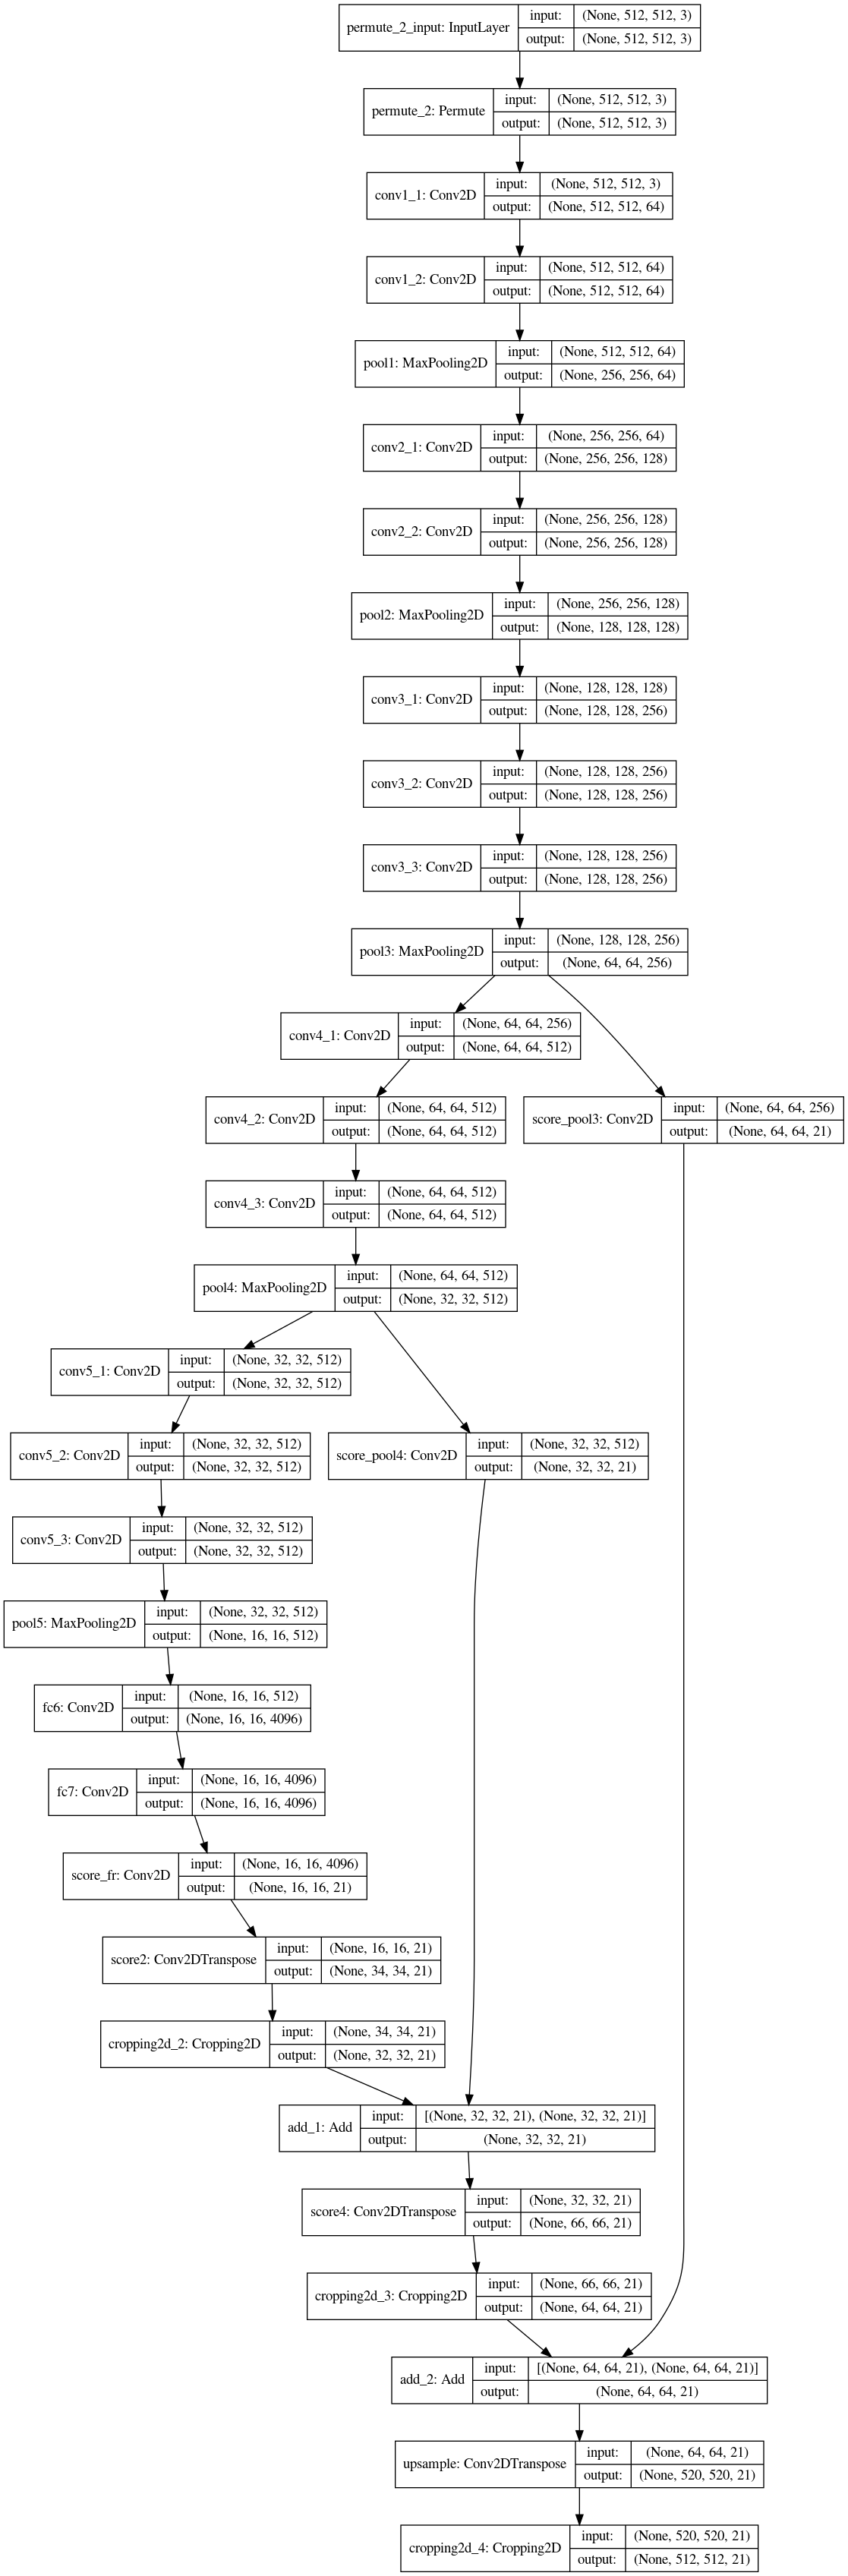 permute_2_input: InputLayer
input: (None, 512, 512, 3)
output: (None, 512, 512, 3)
permute_2: Permute
input: (None, 512, 512, 3)
output: (None, 512, 512, 3)
conv1_1: Conv2D
input: (None, 512, 512, 3)
output: (None, 512, 512, 64)
conv1_2: Conv2D
input: (None, 512, 512, 64)
output: (None, 512, 512, 64)
pool1: MaxPooling2D
input: (None, 512, 512, 64)
output: (None, 256, 256, 64)
conv2_1: Conv2D
input: (None, 256, 256, 64)
output: (None, 256, 256, 128)
conv2_2: Conv2D
input: (None, 256, 256, 128)
output: (None, 256, 256, 128)
pool2: MaxPooling2D
input: (None, 256, 256, 128)
output: (None, 128, 128, 128)
conv3_1: Conv2D
input: (None, 128, 128, 128)
output: (None, 128, 128, 256)
conv3_2: Conv2D
input: (None, 128, 128, 256)
output: (None, 128, 128, 256)
conv3_3: Conv2D
input: (None, 128, 128, 256)
output: (None, 128, 128, 256)
pool3: MaxPooling2D
input: (None, 128, 128, 256)
output: (None, 64, 64, 256)
conv4_1: Conv2D
input: (None, 64, 64, 256)
output: (None, 64, 64, 512)
conv4_2: Conv2D
input: (None, 64, 64, 512)
output: (None, 64, 64, 512)
score_pool3: Conv2D
input: (None, 64, 64, 256)
output: (None, 64, 64, 21)
conv4_3: Conv2D
input: (None, 64, 64, 512)
output: (None, 64, 64, 512)
pool4: MaxPooling2D
input: (None, 64, 64, 512)
output: (None, 32, 32, 512)
conv5_1: Conv2D
input: (None, 32, 32, 512)
output: (None, 32, 32, 512)
conv5_2: Conv2D
input: (None, 32, 32, 512)
output: (None, 32, 32, 512)
score_pool4: Conv2D
input: (None, 32, 32, 512)
output: (None, 32, 32, 21)
conv5_3: Conv2D
input: (None, 32, 32, 512)
output: (None, 32, 32, 512)
pool5: MaxPooling2D
input: (None, 32, 32, 512)
output: (None, 16, 16, 512)
fc6: Conv2D
input: (None, 16, 16, 512)
output: (None, 16, 16, 4096)
fc7: Conv2D
input: (None, 16, 16, 4096)
output: (None, 16, 16, 4096)
score_fr: Conv2D
input: (None, 16, 16, 4096)
output: (None, 16, 16, 21)
score2: Conv2DTranspose
input: (None, 16, 16, 21)
output: (None, 34, 34, 21)
cropping2d_2: Cropping2D
input: (None, 34, 34, 21)
output: (None, 32, 32, 21)
add_1: Add
input: [(None, 32, 32, 21), (None, 32, 32, 21)]
output: (None, 32, 32, 21)
score4: Conv2DTranspose
input: (None, 32, 32, 21)
output: (None, 66, 66, 21)
cropping2d_3: Cropping2D
input: (None, 66, 66, 21)
output: (None, 64, 64, 21)
add_2: Add
input: [(None, 64, 64, 21), (None, 64, 64, 21)]
output: (None, 64, 64, 21)
upsample: Conv2DTranspose
input: (None, 64, 64, 21)
output: (None, 520, 520, 21)
cropping2d_4: Cropping2D
input: (None, 520, 520, 21)
output: (None, 512, 512, 21)